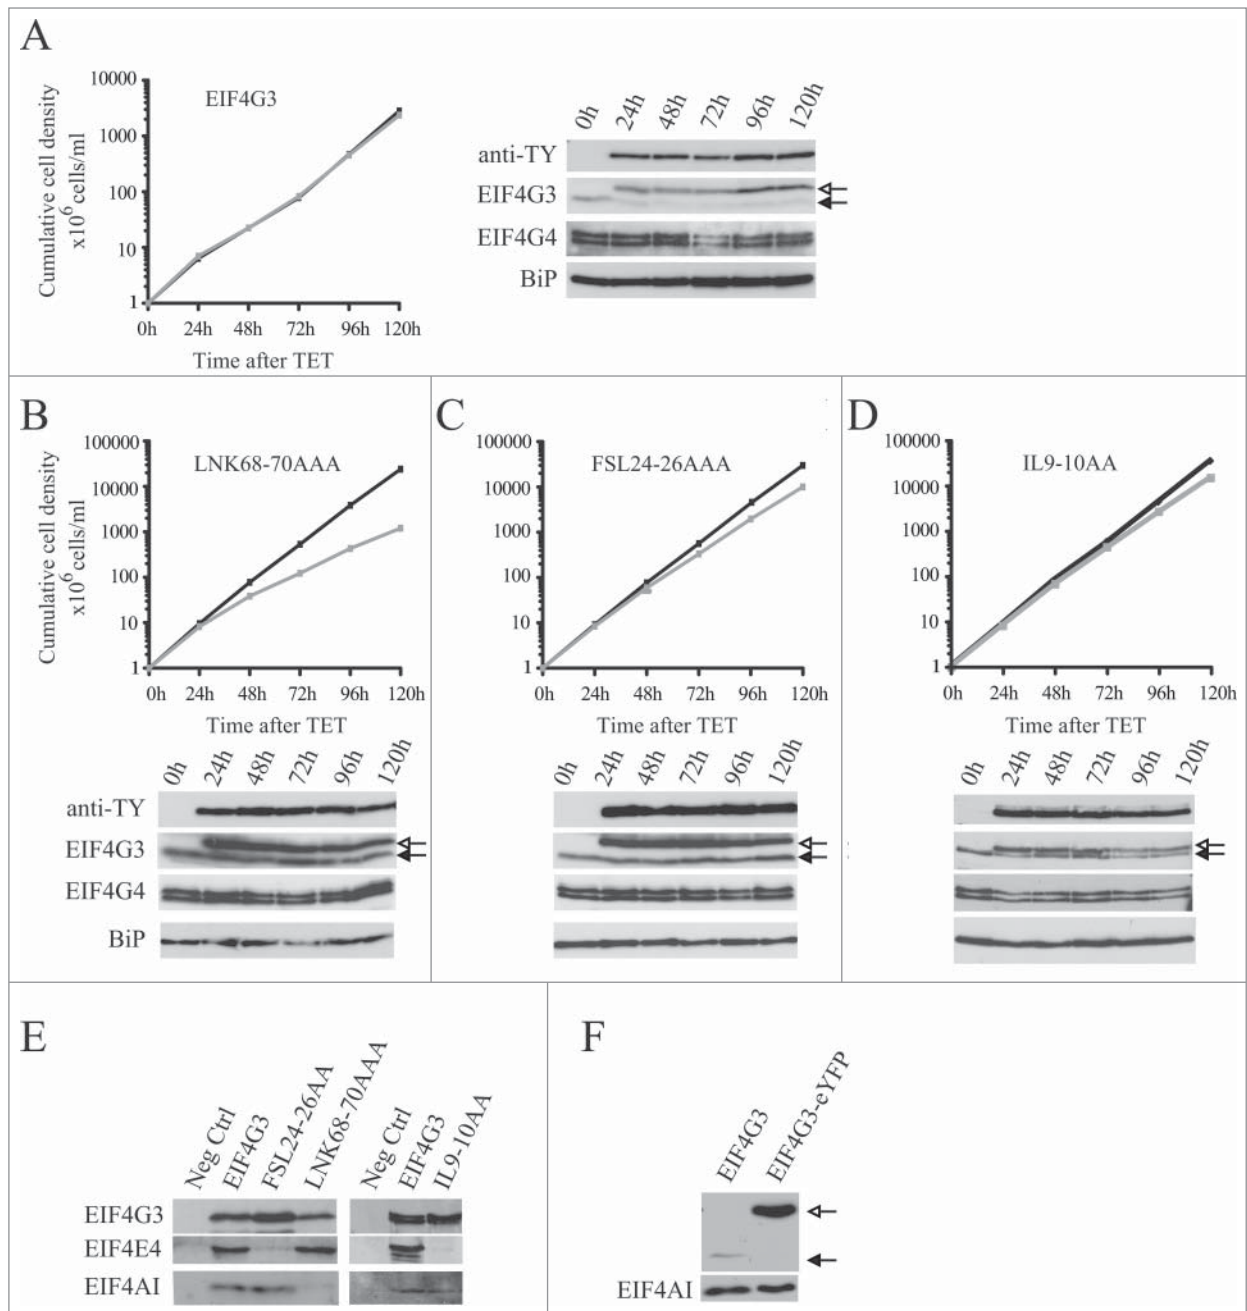 A
EIF4G3
Cumulative cell density
x10⁶ cells/ml
10000
1000
100
10
1
0h 24h 48h 72h 96h 120h
Time after TET
0h 24h 48h 72h 96h 120h
anti-TY
EIF4G3
EIF4G4
BiP
B
LNK68-70AAA
Cumulative cell density
x10⁶ cells/ml
100000
10000
1000
100
10
1
0h 24h 48h 72h 96h 120h
Time after TET
0h 24h 48h 72h 96h 120h
anti-TY
EIF4G3
EIF4G4
BiP
C
FSL24-26AAA
100000
10000
1000
100
10
1
0h 24h 48h 72h 96h 120h
Time after TET
0h 24h 48h 72h 96h 120h
D
IL9-10AA
100000
10000
1000
100
10
1
0h 24h 48h 72h 96h 120h
Time after TET
0h 24h 48h 72h 96h 120h
E
Neg Ctrl
EIF4G3
FSL24-26AA
LNK68-70AAA
Neg Ctrl
EIF4G3
IL9-10AA
EIF4G3
EIF4E4
EIF4AI
F
EIF4G3
EIF4G3-eYFP
EIF4AI